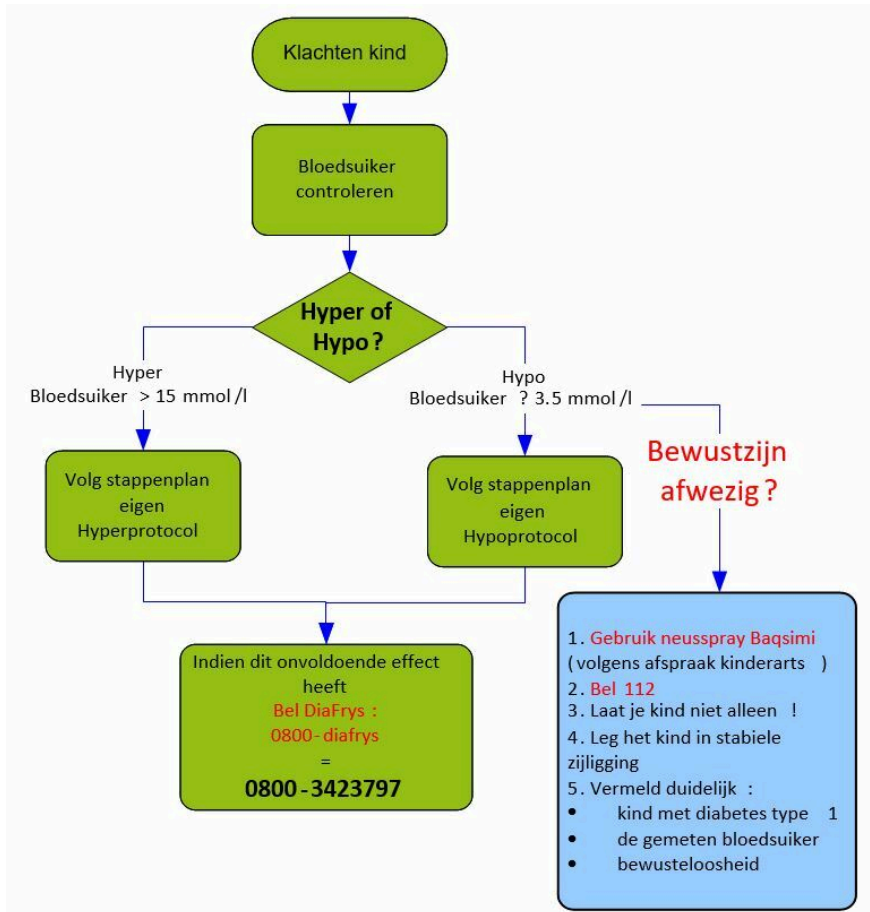 Klachten kind
Bloedsuiker
controleren
Hyper of
Hypo?
Hyper
Bloedsuiker > 15 mmol /l
Hypo
Bloedsuiker ? 3.5 mmol /l
Bewustzijn
afwezig?
Volg stappenplan
eigen
Hyperprotocol
Volg stappenplan
eigen
Hypoprotocol
Indien dit onvoldoende effect
heeft
Bel DiaFrys :
0800-diafrys
=
0800-3423797
1. Gebruik neusspray Baqsimi
(volgens afspraak kinderarts )
2. Bel 112
3. Laat je kind niet alleen !
4. Leg het kind in stabiele
zijligging
5. Vermeld duidelijk :
• kind met diabetes type 1
• de gemeten bloedsuiker
• bewusteloosheid